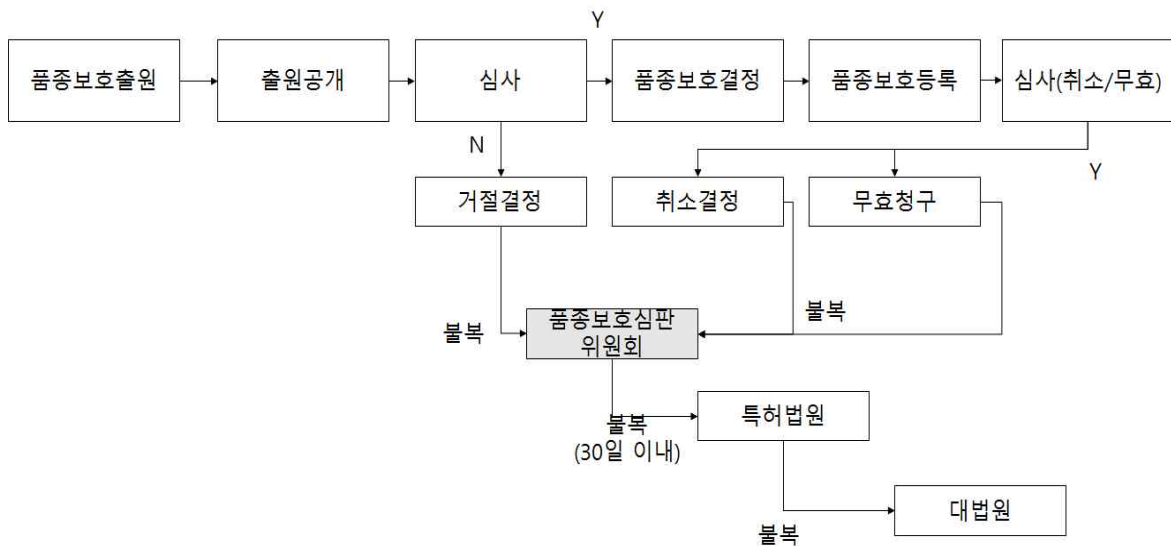 Y
품종보호출원
출원공개
심사
품종보호결정
품종보호등록
심사(취소/무효)
N
Y
거절결정
취소결정
무효청구
불복
품종보호심판
위원회
불복
특허법원
불복
(30일 이내)
대법원
불복